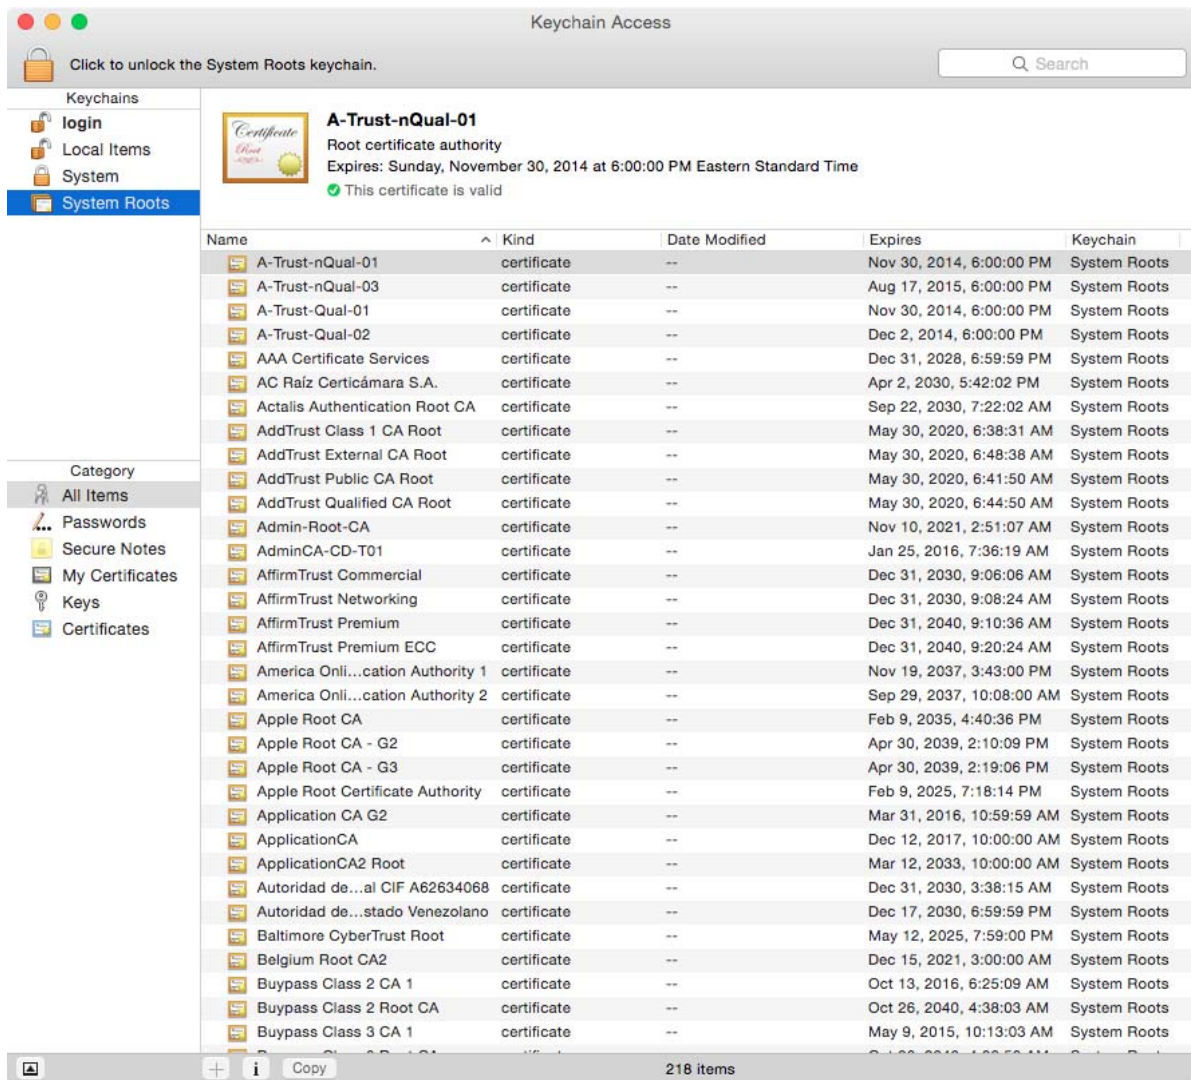 Keychain Access
Click to unlock the System Roots keychain.
Search
Keychains
login
Local Items
System
System Roots
Category
All Items
Passwords
Secure Notes
My Certificates
Keys
Certificates
Certificate
Root
A-Trust-nQual-01
Root certificate authority
Expires: Sunday, November 30, 2014 at 6:00:00 PM Eastern Standard Time
This certificate is valid
Name Kind Date Modified Expires Keychain
A-Trust-nQual-01 certificate -- Nov 30, 2014, 6:00:00 PM System Roots
A-Trust-nQual-03 certificate -- Aug 17, 2015, 6:00:00 PM System Roots
A-Trust-Qual-01 certificate -- Nov 30, 2014, 6:00:00 PM System Roots
A-Trust-Qual-02 certificate -- Dec 2, 2014, 6:00:00 PM System Roots
AAA Certificate Services certificate -- Dec 31, 2028, 6:59:59 PM System Roots
AC Raíz Certicámara S.A. certificate -- Apr 2, 2030, 5:42:02 PM System Roots
Actalis Authentication Root CA certificate -- Sep 22, 2030, 7:22:02 AM System Roots
AddTrust Class 1 CA Root certificate -- May 30, 2020, 6:38:31 AM System Roots
AddTrust External CA Root certificate -- May 30, 2020, 6:48:38 AM System Roots
AddTrust Public CA Root certificate -- May 30, 2020, 6:41:50 AM System Roots
AddTrust Qualified CA Root certificate -- May 30, 2020, 6:44:50 AM System Roots
Admin-Root-CA certificate -- Nov 10, 2021, 2:51:07 AM System Roots
AdminCA-CD-T01 certificate -- Jan 25, 2016, 7:36:19 AM System Roots
AffirmTrust Commercial certificate -- Dec 31, 2030, 9:06:06 AM System Roots
AffirmTrust Networking certificate -- Dec 31, 2030, 9:08:24 AM System Roots
AffirmTrust Premium certificate -- Dec 31, 2040, 9:10:36 AM System Roots
AffirmTrust Premium ECC certificate -- Dec 31, 2040, 9:20:24 AM System Roots
America Onli...cation Authority 1 certificate -- Nov 19, 2037, 3:43:00 PM System Roots
America Onli...cation Authority 2 certificate -- Sep 29, 2037, 10:08:00 AM System Roots
Apple Root CA certificate -- Feb 9, 2035, 4:40:36 PM System Roots
Apple Root CA - G2 certificate -- Apr 30, 2039, 2:10:09 PM System Roots
Apple Root CA - G3 certificate -- Apr 30, 2039, 2:19:06 PM System Roots
Apple Root Certificate Authority certificate -- Feb 9, 2025, 7:18:14 PM System Roots
Application CA G2 certificate -- Mar 31, 2016, 10:59:59 AM System Roots
ApplicationCA certificate -- Dec 12, 2017, 10:00:00 AM System Roots
ApplicationCA2 Root certificate -- Mar 12, 2033, 10:00:00 AM System Roots
Autoridad de...al CIF A62634068 certificate -- Dec 31, 2030, 3:38:15 AM System Roots
Autoridad de...stado Venezolano certificate -- Dec 17, 2030, 6:59:59 PM System Roots
Baltimore CyberTrust Root certificate -- May 12, 2025, 7:59:00 PM System Roots
Belgium Root CA2 certificate -- Dec 15, 2021, 3:00:00 AM System Roots
Buypass Class 2 CA 1 certificate -- Oct 13, 2016, 6:25:09 AM System Roots
Buypass Class 2 Root CA certificate -- Oct 26, 2040, 4:38:03 AM System Roots
Buypass Class 3 CA 1 certificate -- May 9, 2015, 10:13:03 AM System Roots
+ i Copy 218 items